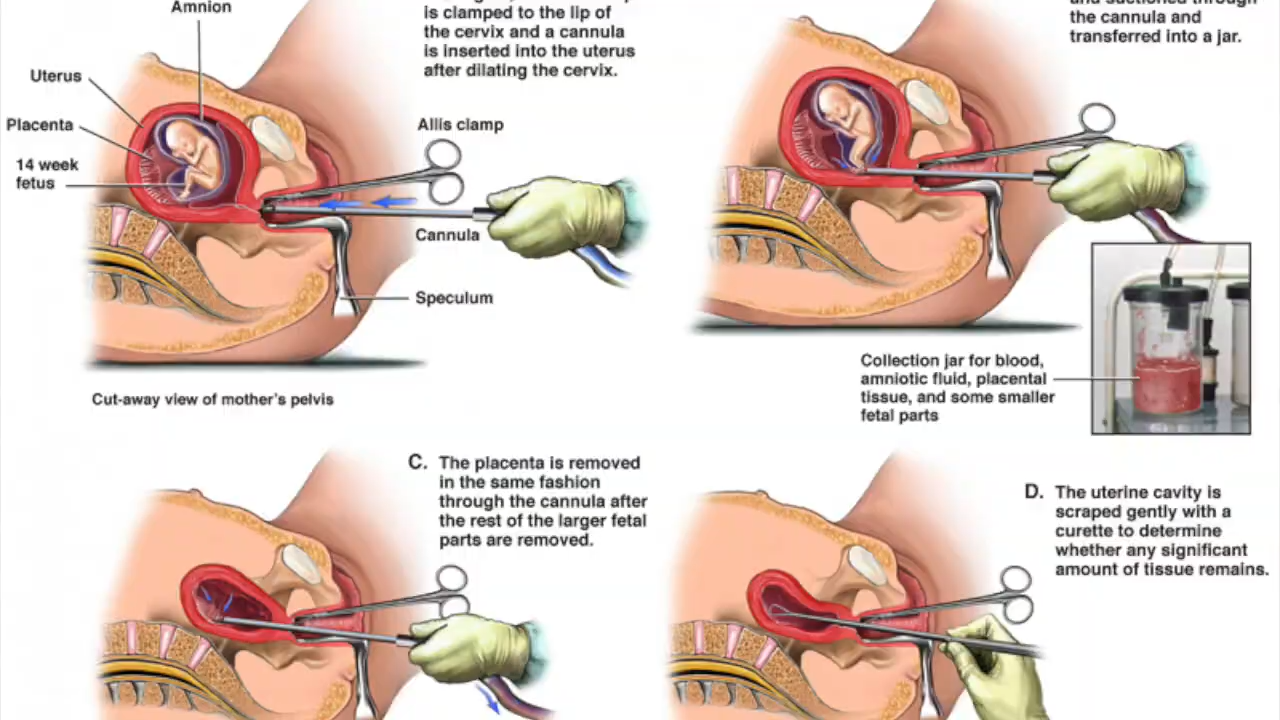 Amnion
is clamped to the lip of
the cervix and a cannula
is inserted into the uterus
after dilating the cervix.
Uterus
Placenta
14 week
fetus
Allis clamp
Cannula
Speculum
Cut-away view of mother's pelvis
and suctioned through
the cannula and
transferred into a jar.
Collection jar for blood,
amniotic fluid, placental
tissue, and some smaller
fetal parts
C. The placenta is removed
in the same fashion
through the cannula after
the rest of the larger fetal
parts are removed.
D. The uterine cavity is
scraped gently with a
curette to determine
whether any significant
amount of tissue remains.